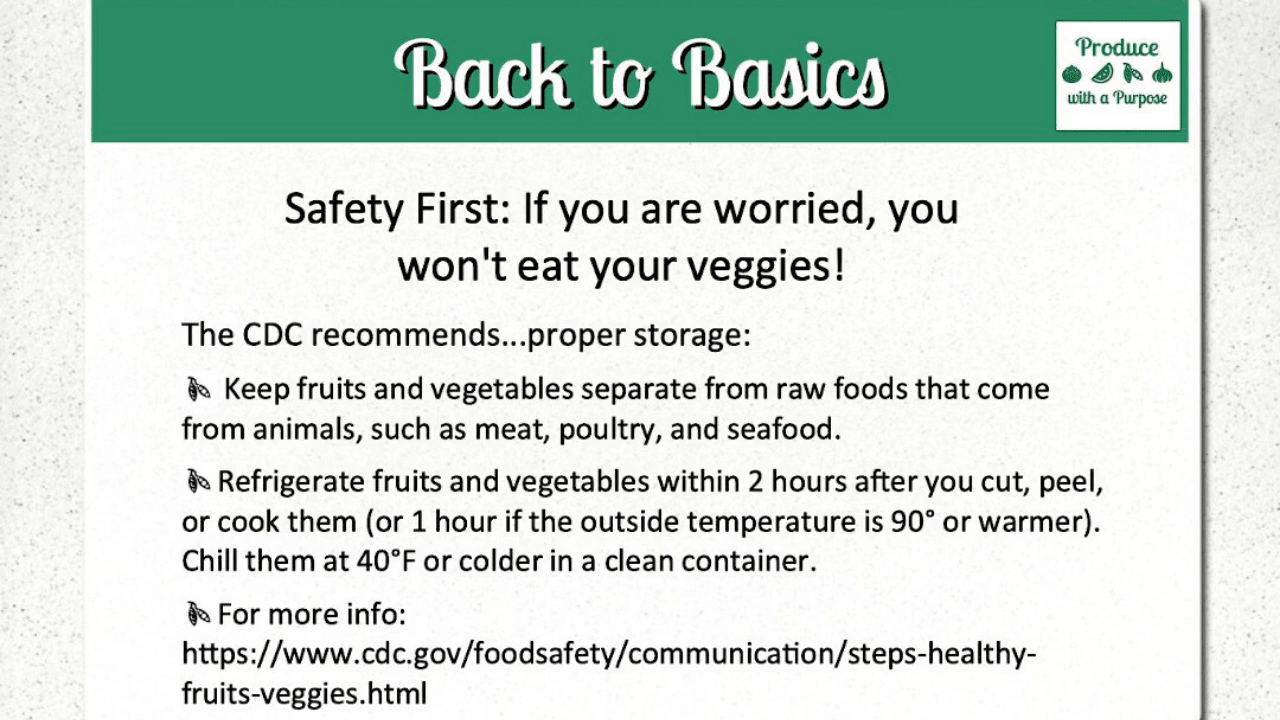 Back to Basics
Produce
with a Purpose
Safety First: If you are worried, you
won't eat your veggies!
The CDC recommends...proper storage:
Keep fruits and vegetables separate from raw foods that come
from animals, such as meat, poultry, and seafood.
Refrigerate fruits and vegetables within 2 hours after you cut, peel,
or cook them (or 1 hour if the outside temperature is 90° or warmer).
Chill them at 40°F or colder in a clean container.
For more info:
https://www.cdc.gov/foodsafety/communication/steps-healthy-
fruits-veggies.html